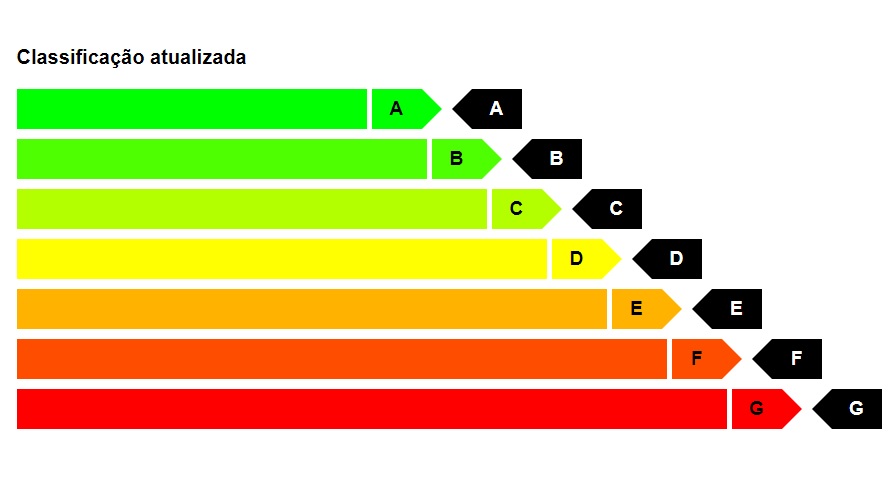 Classificação atualizada
A A
B B
C C
D D
E E
F F
G G